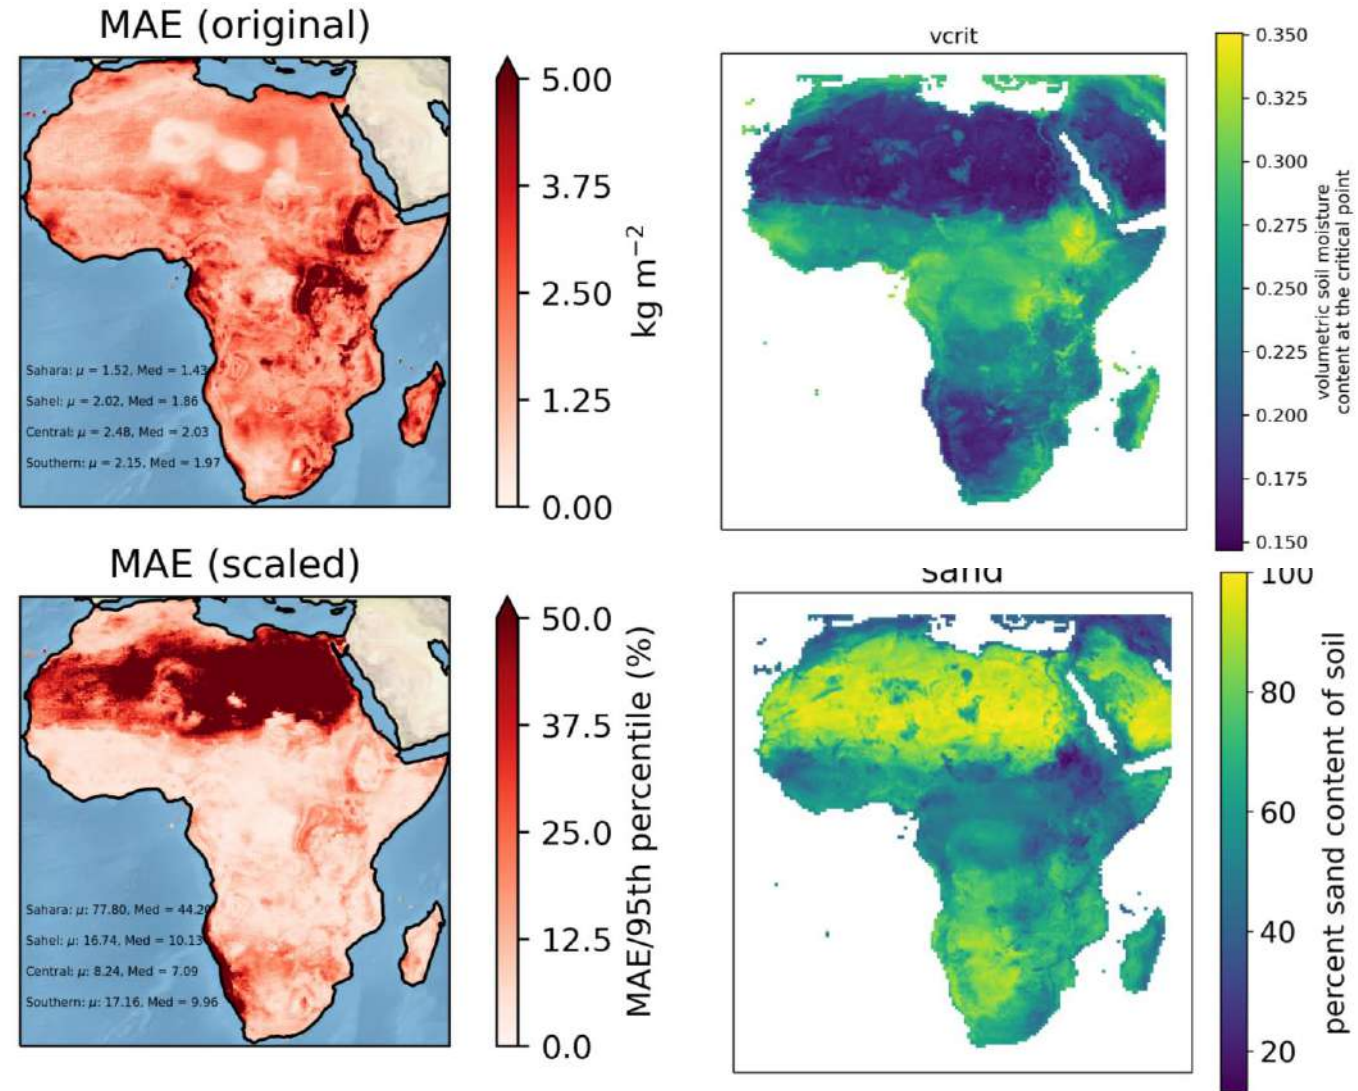 MAE (original)
5.00
3.75
2.50
1.25
0.00
kg m⁻²
Sahara: μ = 1.52, Med = 1.43
Sahel: μ = 2.02, Med = 1.86
Central: μ = 2.48, Med = 2.03
Southern: μ = 2.15, Med = 1.97
vcrit
0.350
0.325
0.300
0.275
0.250
0.225
0.200
0.175
0.150
volumetric soil moisture
content at the critical point
MAE (scaled)
50.0
37.5
25.0
12.5
0.0
MAE/95th percentile (%)
Sahara: μ: 77.80, Med = 44.20
Sahel: μ: 16.74, Med = 10.13
Central: μ: 8.24, Med = 7.09
Southern: μ: 17.16, Med = 9.96
sand
100
80
60
40
20
percent sand content of soil